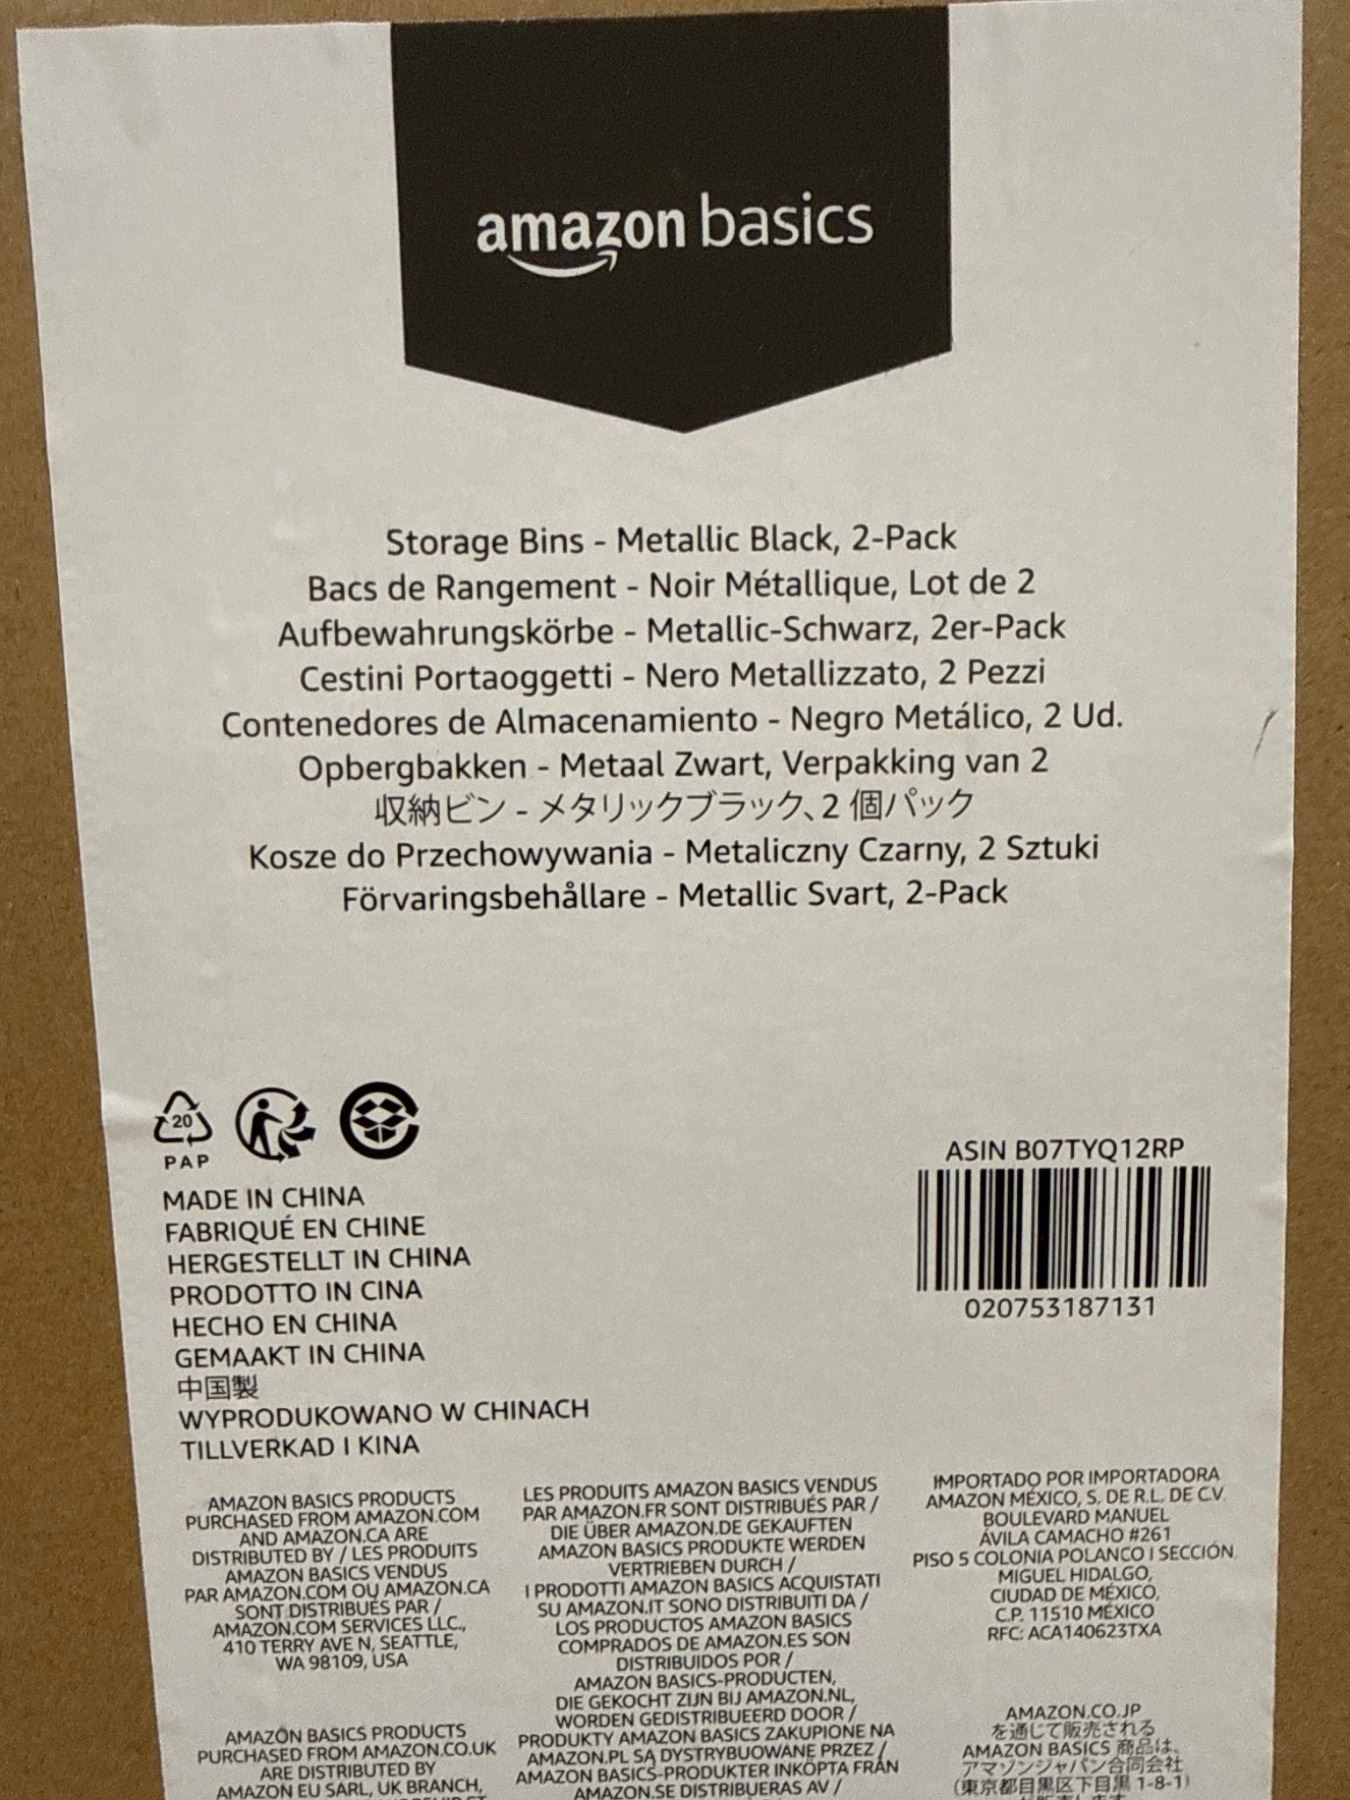 amazon basics
Storage Bins - Metallic Black, 2-Pack
Bacs de Rangement - Noir Métallique, Lot de 2
Aufbewahrungskörbe - Metallic-Schwarz, 2er-Pack
Cestini Portaoggetti - Nero Metallizzato, 2 Pezzi
Contenedores de Almacenamiento - Negro Metálico, 2 Ud.
Opbergbakken - Metaal Zwart, Verpakking van 2
収納ビン - メタリックブラック、2 個パック
Kosze do Przechowywania - Metaliczny Czarny, 2 Sztuki
Förvaringsbehållare - Metallic Svart, 2-Pack
20
PAP
MADE IN CHINA
FABRIQUÉ EN CHINE
HERGESTELLT IN CHINA
PRODOTTO IN CINA
HECHO EN CHINA
GEMAAKT IN CHINA
中国製
WYPRODUKOWANO W CHINACH
TILLVERKAD I KINA
ASIN B07TYQ12RP
020753187131
AMAZON BASICS PRODUCTS
PURCHASED FROM AMAZON.COM
AND AMAZON.CA ARE
DISTRIBUTED BY / LES PRODUITS
AMAZON BASICS VENDUS
PAR AMAZON.COM OU AMAZON.CA
SONT DISTRIBUÉS PAR /
AMAZON.COM SERVICES LLC.,
410 TERRY AVE N, SEATTLE,
WA 98109, USA
AMAZON BASICS PRODUCTS
PURCHASED FROM AMAZON.CO.UK
ARE DISTRIBUTED BY
AMAZON EU SARL, UK BRANCH,
LES PRODUITS AMAZON BASICS VENDUS
PAR AMAZON.FR SONT DISTRIBUÉS PAR /
DIE ÜBER AMAZON.DE GEKAUFTEN
AMAZON BASICS PRODUKTE WERDEN
VERTRIEBEN DURCH /
I PRODOTTI AMAZON BASICS ACQUISTATI
SU AMAZON.IT SONO DISTRIBUITI DA /
LOS PRODUCTOS AMAZON BASICS
COMPRADOS DE AMAZON.ES SON
DISTRIBUIDOS POR /
AMAZON BASICS-PRODUCTEN,
DIE GEKOCHT ZIJN BIJ AMAZON.NL,
WORDEN GEDISTRIBUEERD DOOR /
PRODUKTY AMAZON BASICS ZAKUPIONE NA
AMAZON.PL SĄ DYSTRYBUOWANE PRZEZ /
AMAZON BASICS-PRODUKTER INKÖPTA FRÅN
AMAZON.SE DISTRIBUERAS AV /
IMPORTADO POR IMPORTADORA
AMAZON MÉXICO, S. DE R.L. DE C.V.
BOULEVARD MANUEL
ÁVILA CAMACHO #261
PISO 5 COLONIA POLANCO I SECCIÓN
MIGUEL HIDALGO,
CIUDAD DE MÉXICO,
C.P. 11510 MÉXICO
RFC: ACA140623TXA
AMAZON.CO.JP
を通じて販売される
AMAZON BASICS 商品は、
アマゾンジャパン合同会社
(東京都目黒区下目黒 1-8-1)